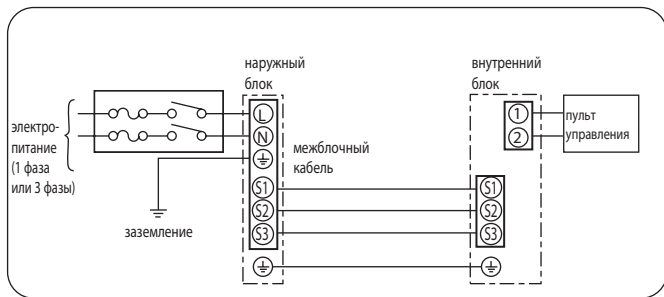 наружный
блок
внутренний
блок
электро-
питание
(1 фаза
или 3 фазы)
L
N
S1
S2
S3
заземление
межблочный
кабель
1
2
S1
S2
S3
пульт
управления